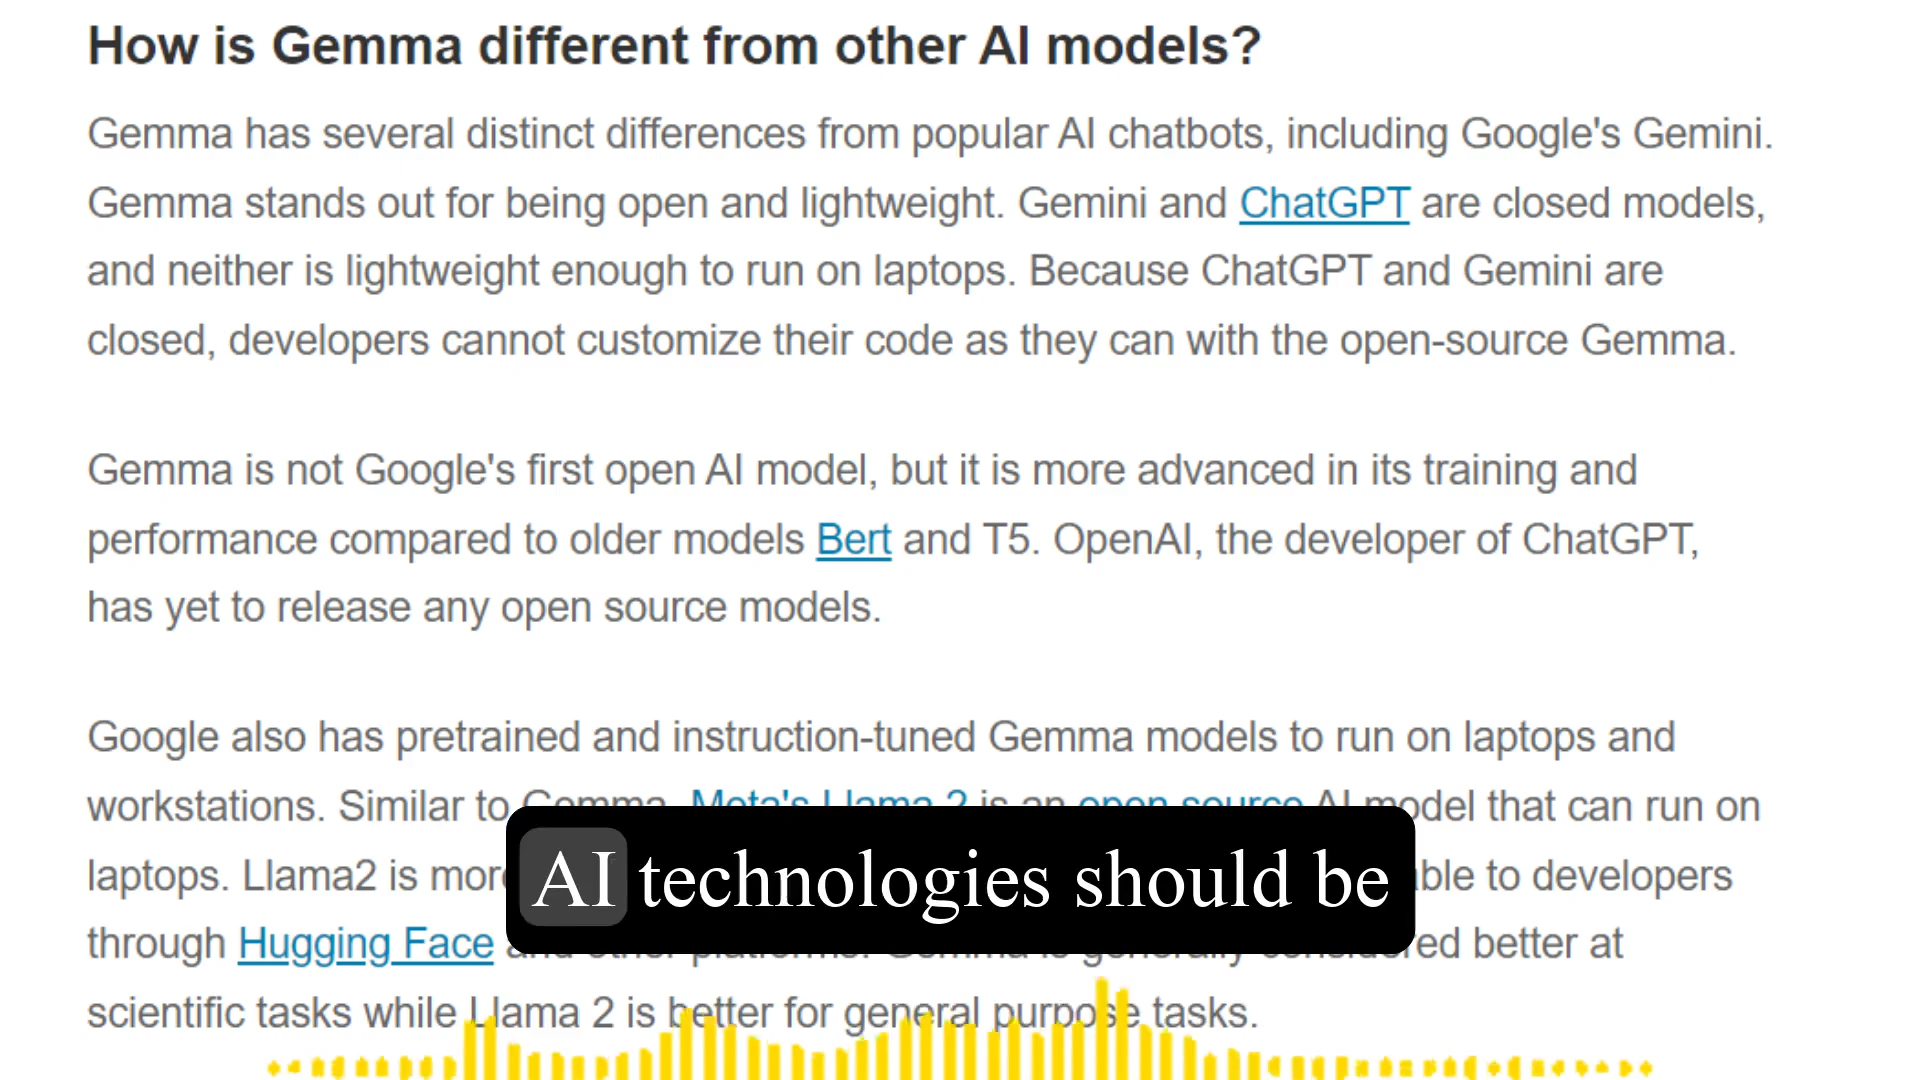 How is Gemma different from other AI models?
Gemma has several distinct differences from popular AI chatbots, including Google's Gemini.
Gemma stands out for being open and lightweight. Gemini and ChatGPT are closed models,
and neither is lightweight enough to run on laptops. Because ChatGPT and Gemini are
closed, developers cannot customize their code as they can with the open-source Gemma.
Gemma is not Google's first open AI model, but it is more advanced in its training and
performance compared to older models Bert and T5. OpenAI, the developer of ChatGPT,
has yet to release any open source models.
Google also has pretrained and instruction-tuned Gemma models to run on laptops and
workstations. Similar to Gemma, Meta's Llama 2 is an open source AI model that can run on
laptops. Llama2 is to developers
AI technologies should be
through Hugging Face better at
scientific tasks while Llama 2 is better for general purpose tasks.